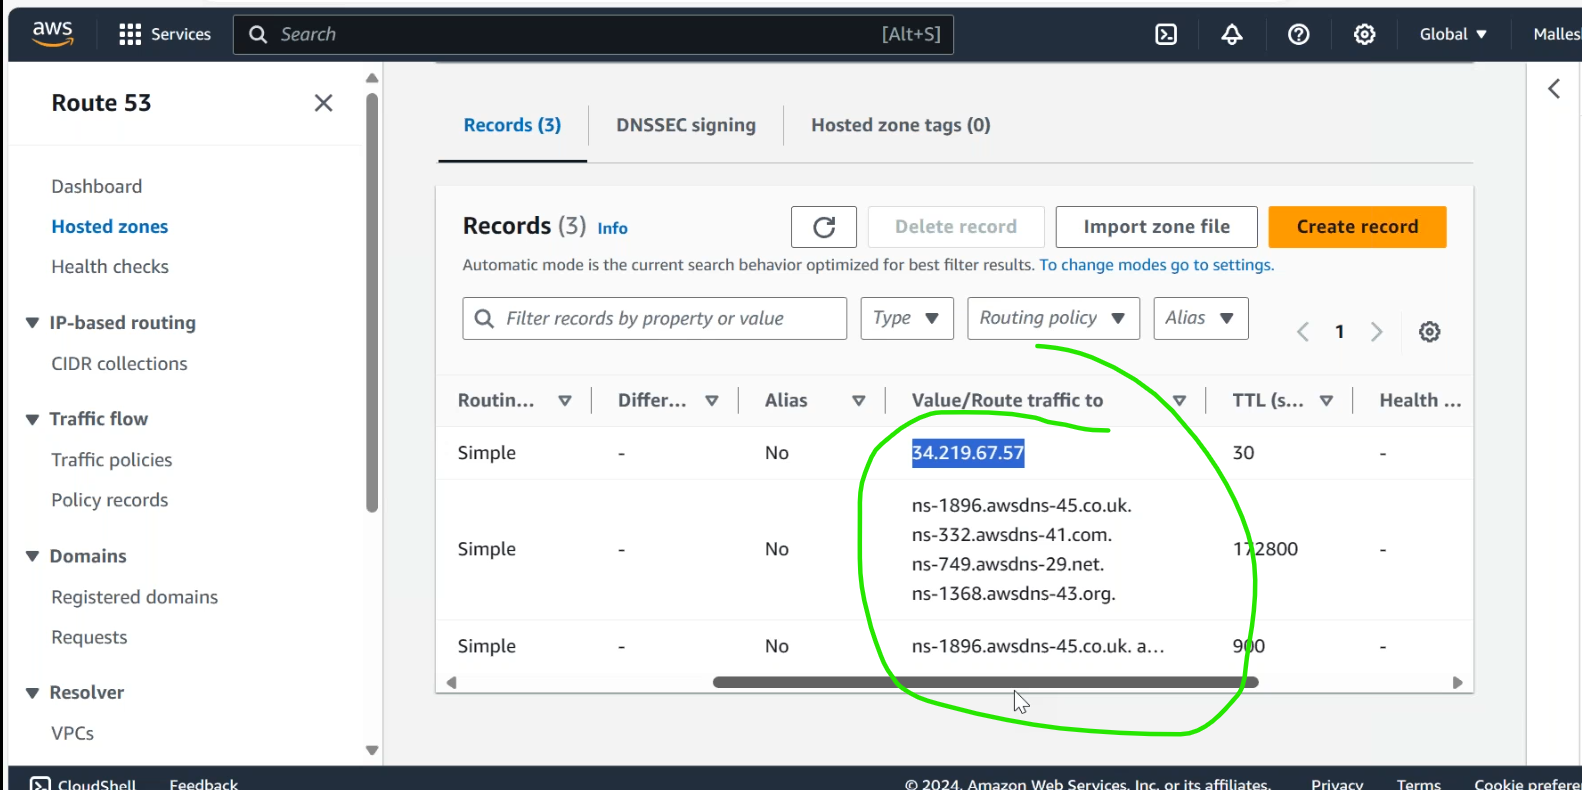 aws
Services
Search
[Alt+S]
Global
Route 53
Dashboard
Hosted zones
Health checks
IP-based routing
CIDR collections
Traffic flow
Traffic policies
Policy records
Domains
Registered domains
Requests
Resolver
VPCs
Records (3)
DNSSEC signing
Hosted zone tags (0)
Records (3) Info
Delete record
Import zone file
Create record
Automatic mode is the current search behavior optimized for best filter results. To change modes go to settings.
Filter records by property or value
Type
Routing policy
Alias
1
Routin... Differ... Alias Value/Route traffic to TTL (s... Health ...
Simple - No 34.219.67.57 30 -
ns-1896.awsdns-45.co.uk.
ns-332.awsdns-41.com.
Simple - No 172800 -
ns-749.awsdns-29.net.
ns-1368.awsdns-43.org.
Simple - No ns-1896.awsdns-45.co.uk. a... 900 -
CloudShell
Feedback
© 2024, Amazon Web Services, Inc. or its affiliates.
Privacy
Terms
Cookie